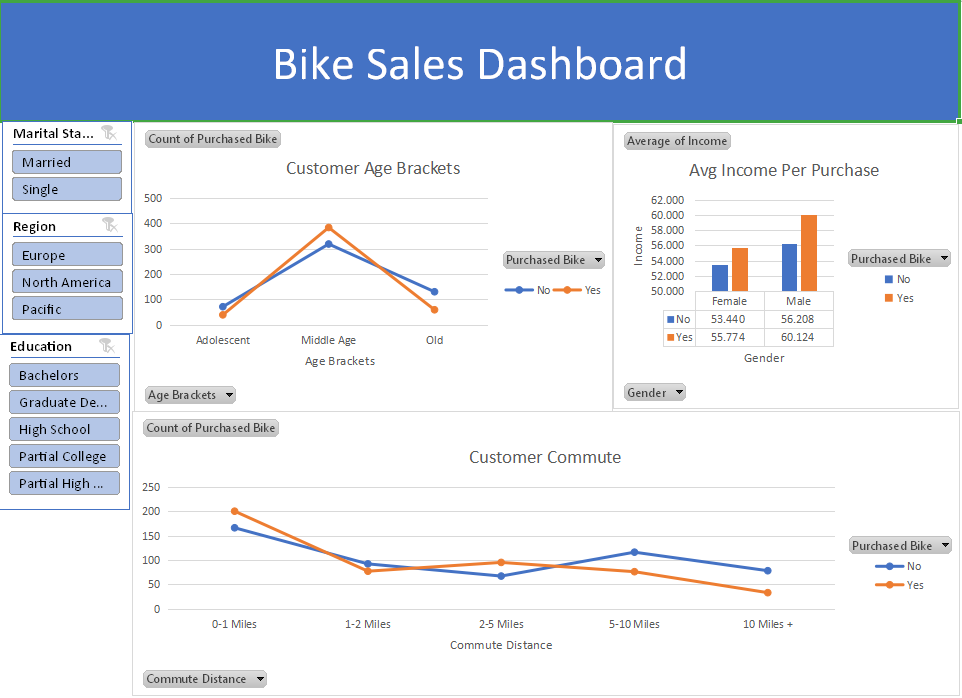 Bike Sales Dashboard
Marital Sta...
Married
Single
Region
Europe
North America
Pacific
Education
Bachelors
Graduate De...
High School
Partial College
Partial High ...
Count of Purchased Bike
Customer Age Brackets
500
400
300
200
100
0
Adolescent Middle Age Old
Age Brackets
Purchased Bike
No Yes
Age Brackets
Average of Income
Avg Income Per Purchase
62.000
60.000
58.000
56.000
54.000
52.000
50.000
Income
Female Male
No 53.440 56.208
Yes 55.774 60.124
Gender
Purchased Bike
No
Yes
Gender
Count of Purchased Bike
Customer Commute
250
200
150
100
50
0
0-1 Miles 1-2 Miles 2-5 Miles 5-10 Miles 10 Miles +
Commute Distance
Purchased Bike
No
Yes
Commute Distance